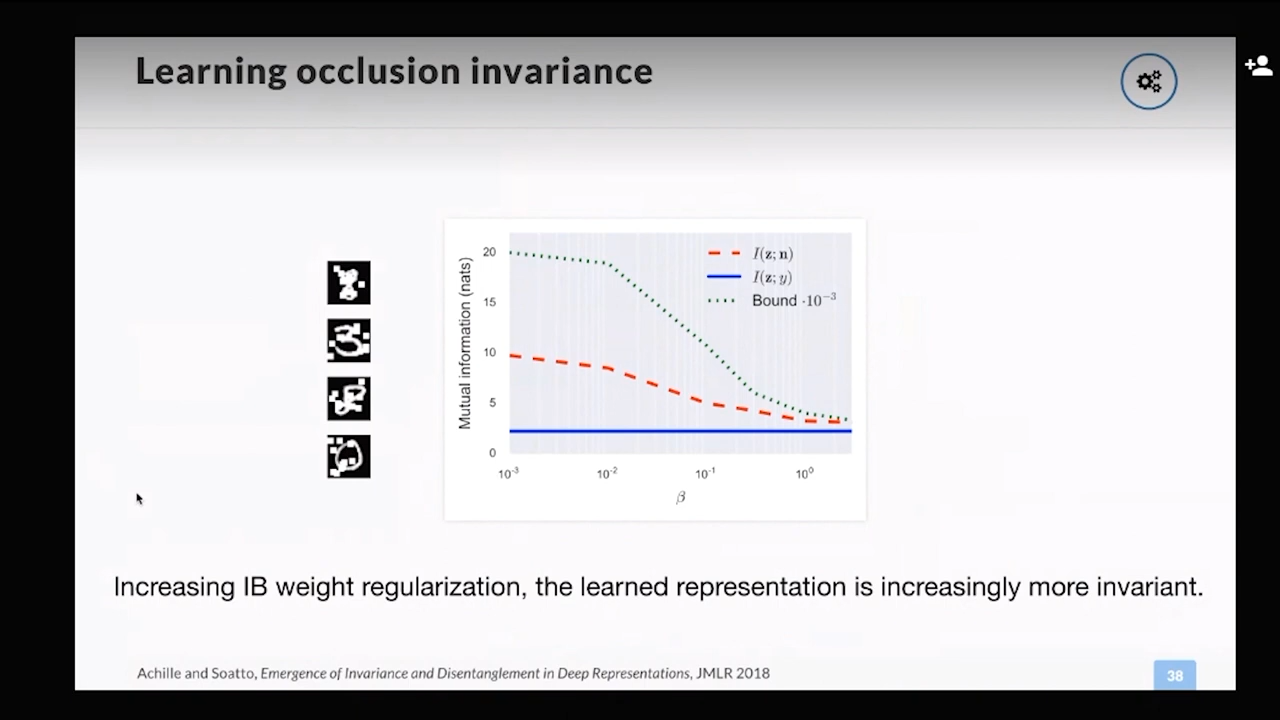 Learning occlusion invariance
20
15
10
5
0
Mutual information (nats)
I(z; n)
I(z; y)
Bound ·10⁻³
10⁻³ 10⁻² 10⁻¹ 10⁰
β
Increasing IB weight regularization, the learned representation is increasingly more invariant.
Achille and Soatto, Emergence of Invariance and Disentanglement in Deep Representations, JMLR 2018
38